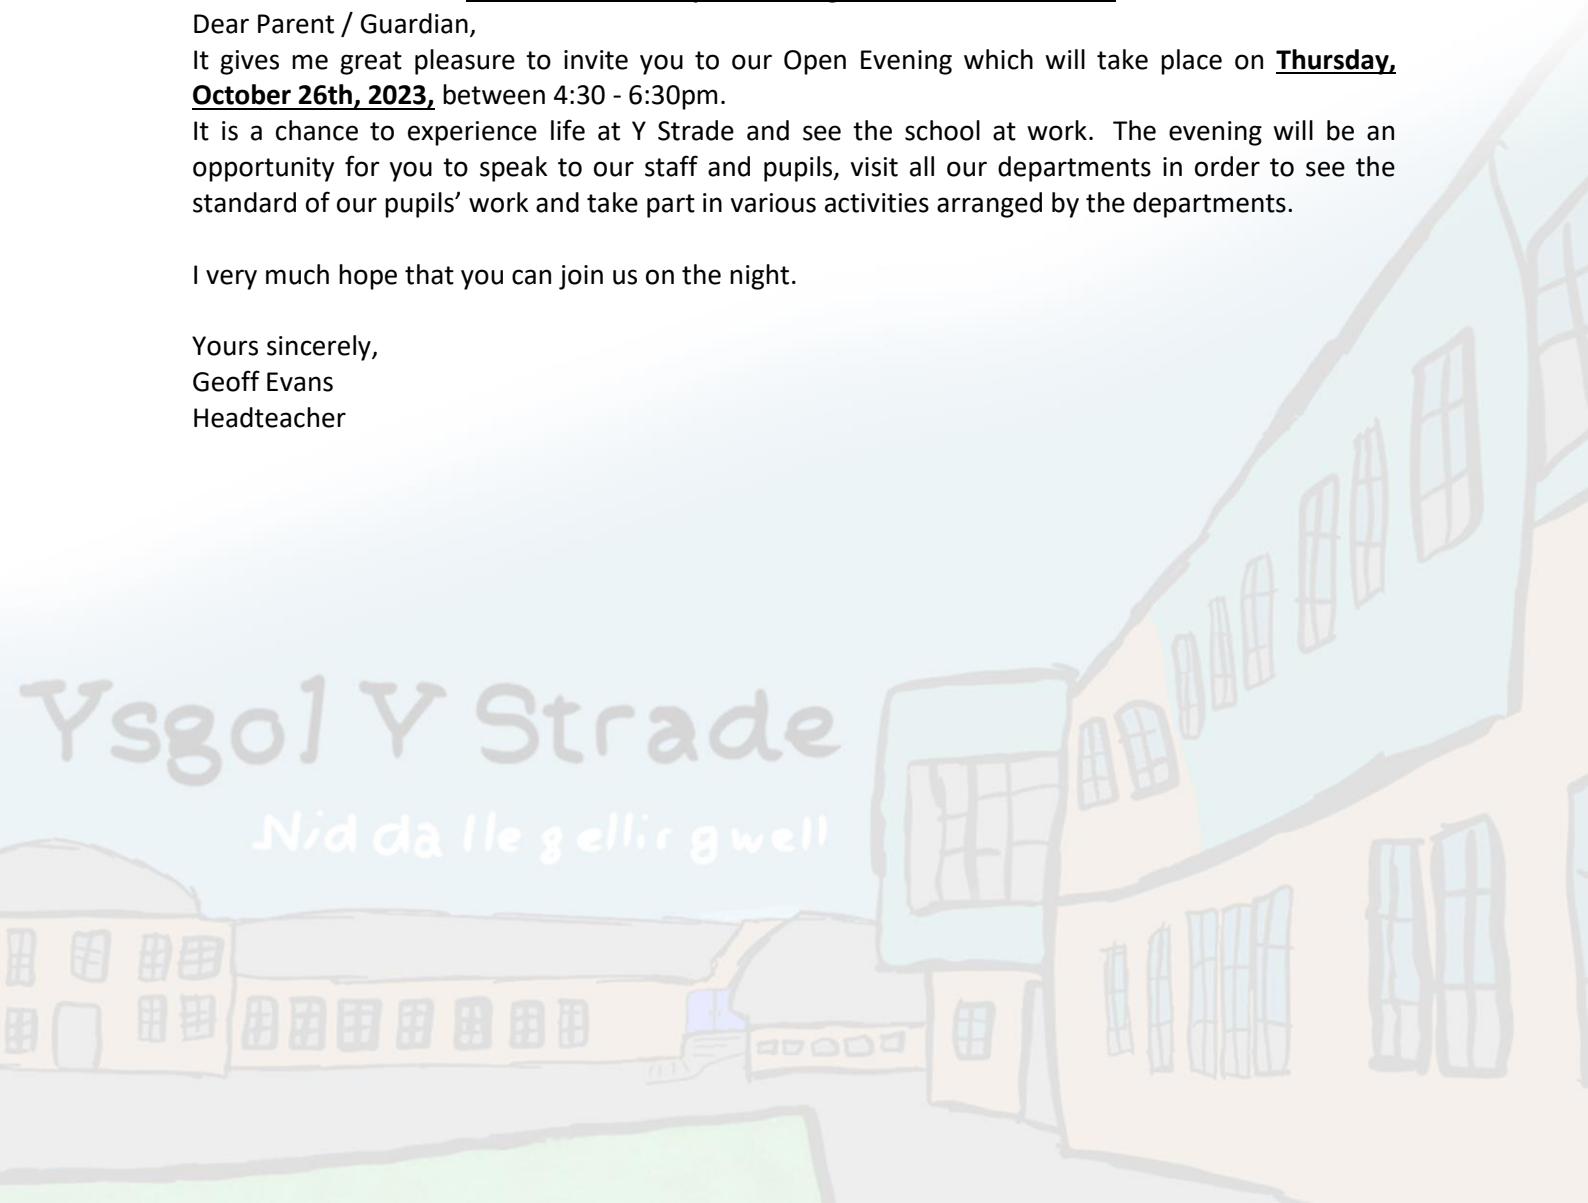 Dear Parent / Guardian,
It gives me great pleasure to invite you to our Open Evening which will take place on Thursday,
October 26th, 2023, between 4:30 - 6:30pm.
It is a chance to experience life at Y Strade and see the school at work. The evening will be an
opportunity for you to speak to our staff and pupils, visit all our departments in order to see the
standard of our pupils’ work and take part in various activities arranged by the departments.
I very much hope that you can join us on the night.
Yours sincerely,
Geoff Evans
Headteacher
Ysgol Y Strade
Nid da lle gellir gwell